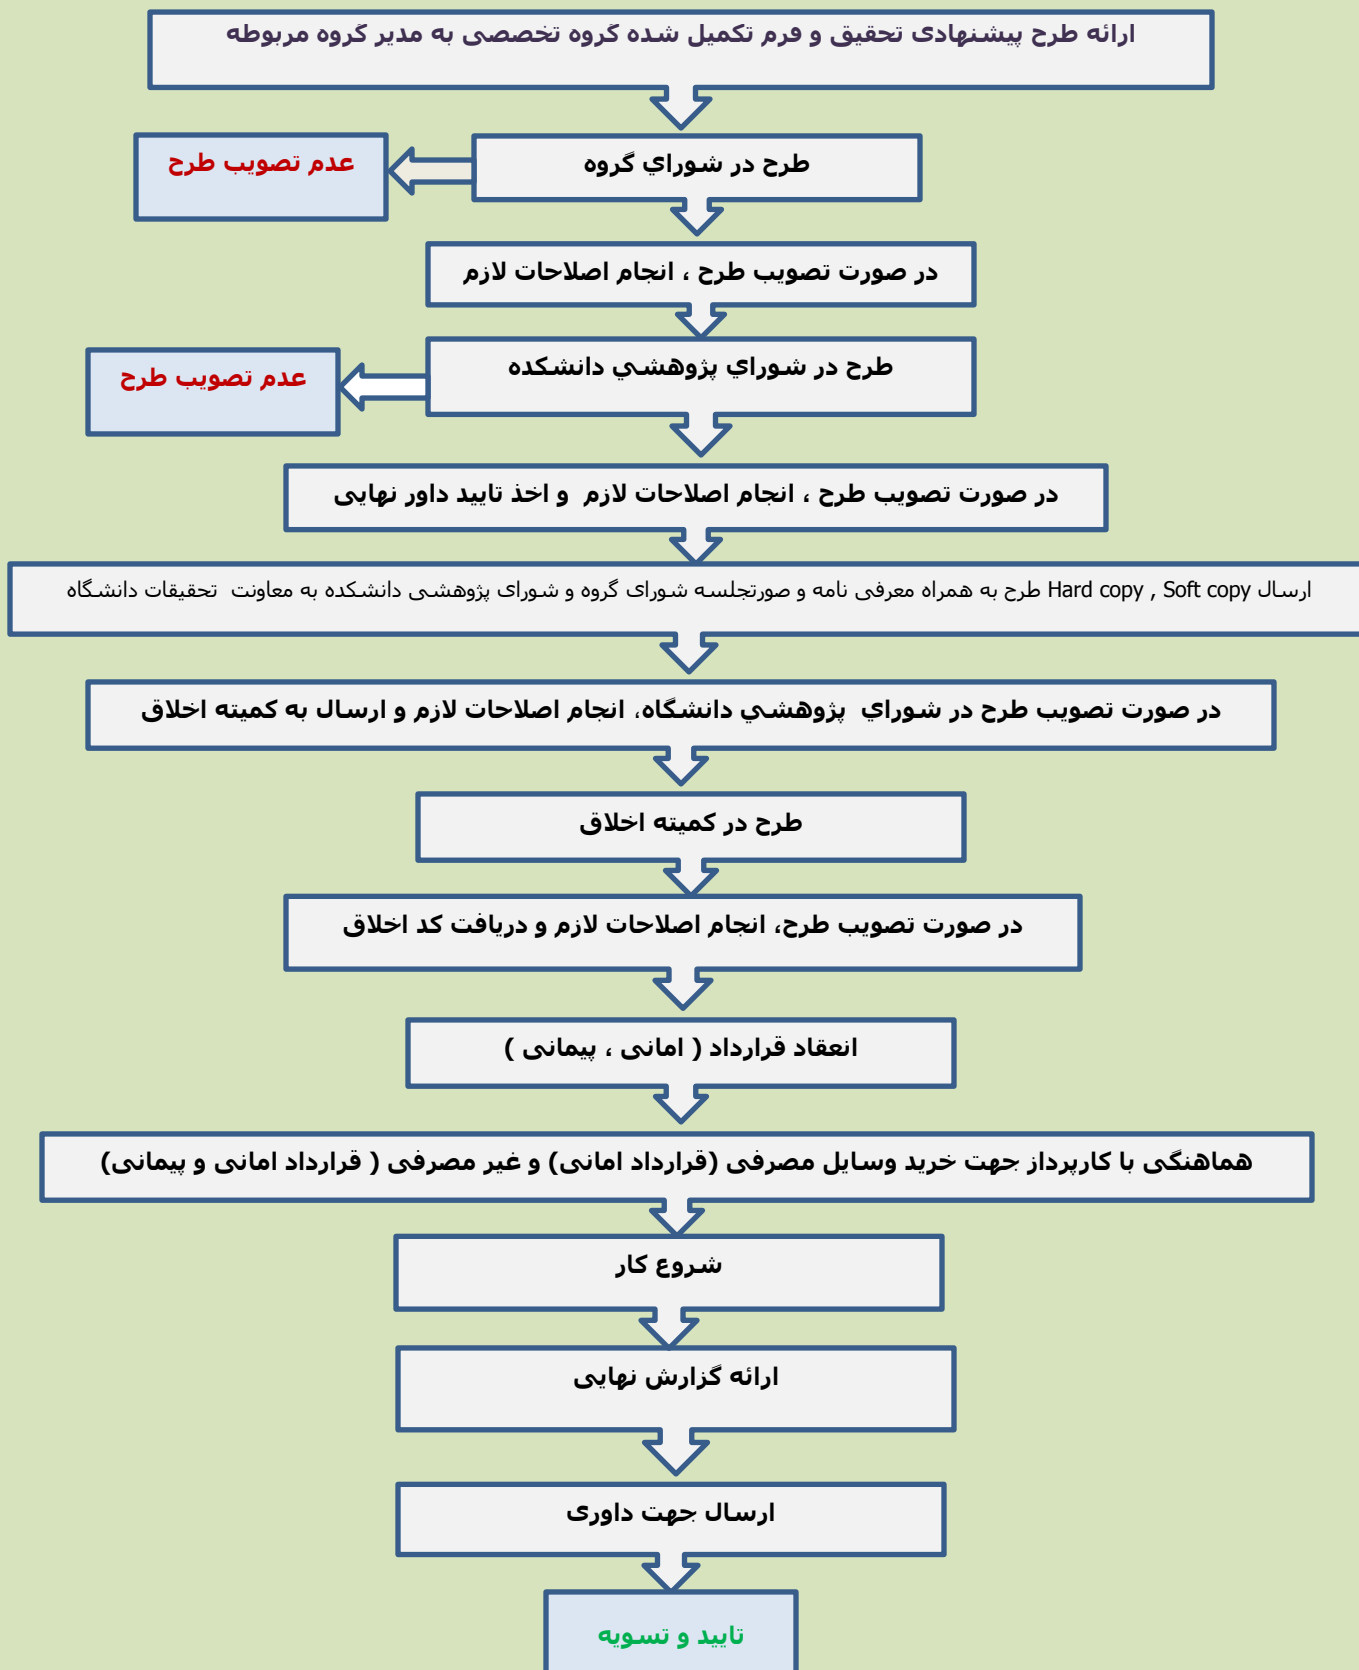 ارائه طرح پیشنهادی تحقیق و فرم تکمیل شده گروه تخصصی به مدیر گروه مربوطه
طرح در شوراي گروه
عدم تصویب طرح
در صورت تصویب طرح ، انجام اصلاحات لازم
طرح در شوراي پژوهشي دانشکده
عدم تصویب طرح
در صورت تصویب طرح ، انجام اصلاحات لازم و اخذ تایید داور نهایی
ارسال Hard copy , Soft copy طرح به همراه معرفی نامه و صورتجلسه شورای گروه و شورای پژوهشی دانشکده به معاونت تحقیقات دانشگاه
در صورت تصویب طرح در شوراي پژوهشي دانشگاه، انجام اصلاحات لازم و ارسال به کمیته اخلاق
طرح در کمیته اخلاق
در صورت تصویب طرح، انجام اصلاحات لازم و دریافت کد اخلاق
انعقاد قرارداد ( امانی ، پیمانی )
هماهنگی با کارپرداز جهت خرید وسایل مصرفی (قرارداد امانی) و غیر مصرفی ( قرارداد امانی و پیمانی)
شروع کار
ارائه گزارش نهایی
ارسال جهت داوری
تایید و تسویه